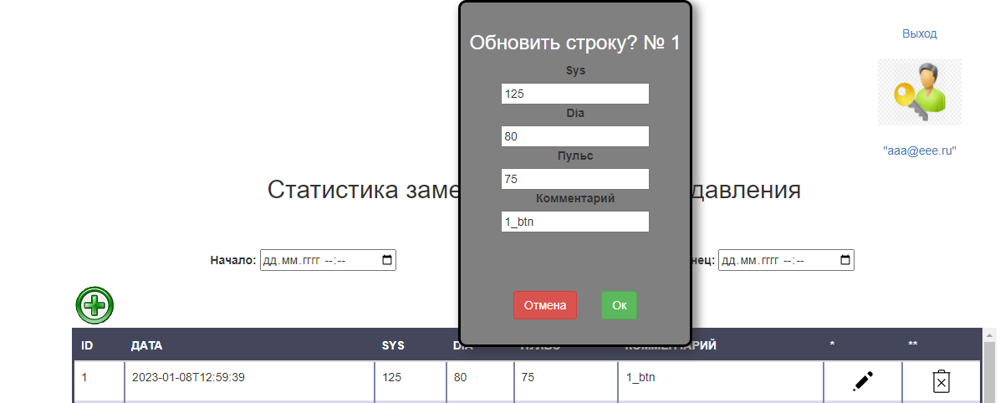 Обновить строку? № 1
Выход
Sys
125
Dia
80
"aaa@eee.ru"
Пульс
75
Статистика заме давления
Комментарий
1_btn
Начало: дд.мм.гггг --:--
нец: дд.мм.гггг --:--
Отмена Ок
ID ДАТА SYS DIA ПУЛЬС КОММЕНТАРИЙ * **
1 2023-01-08T12:59:39 125 80 75 1_btn